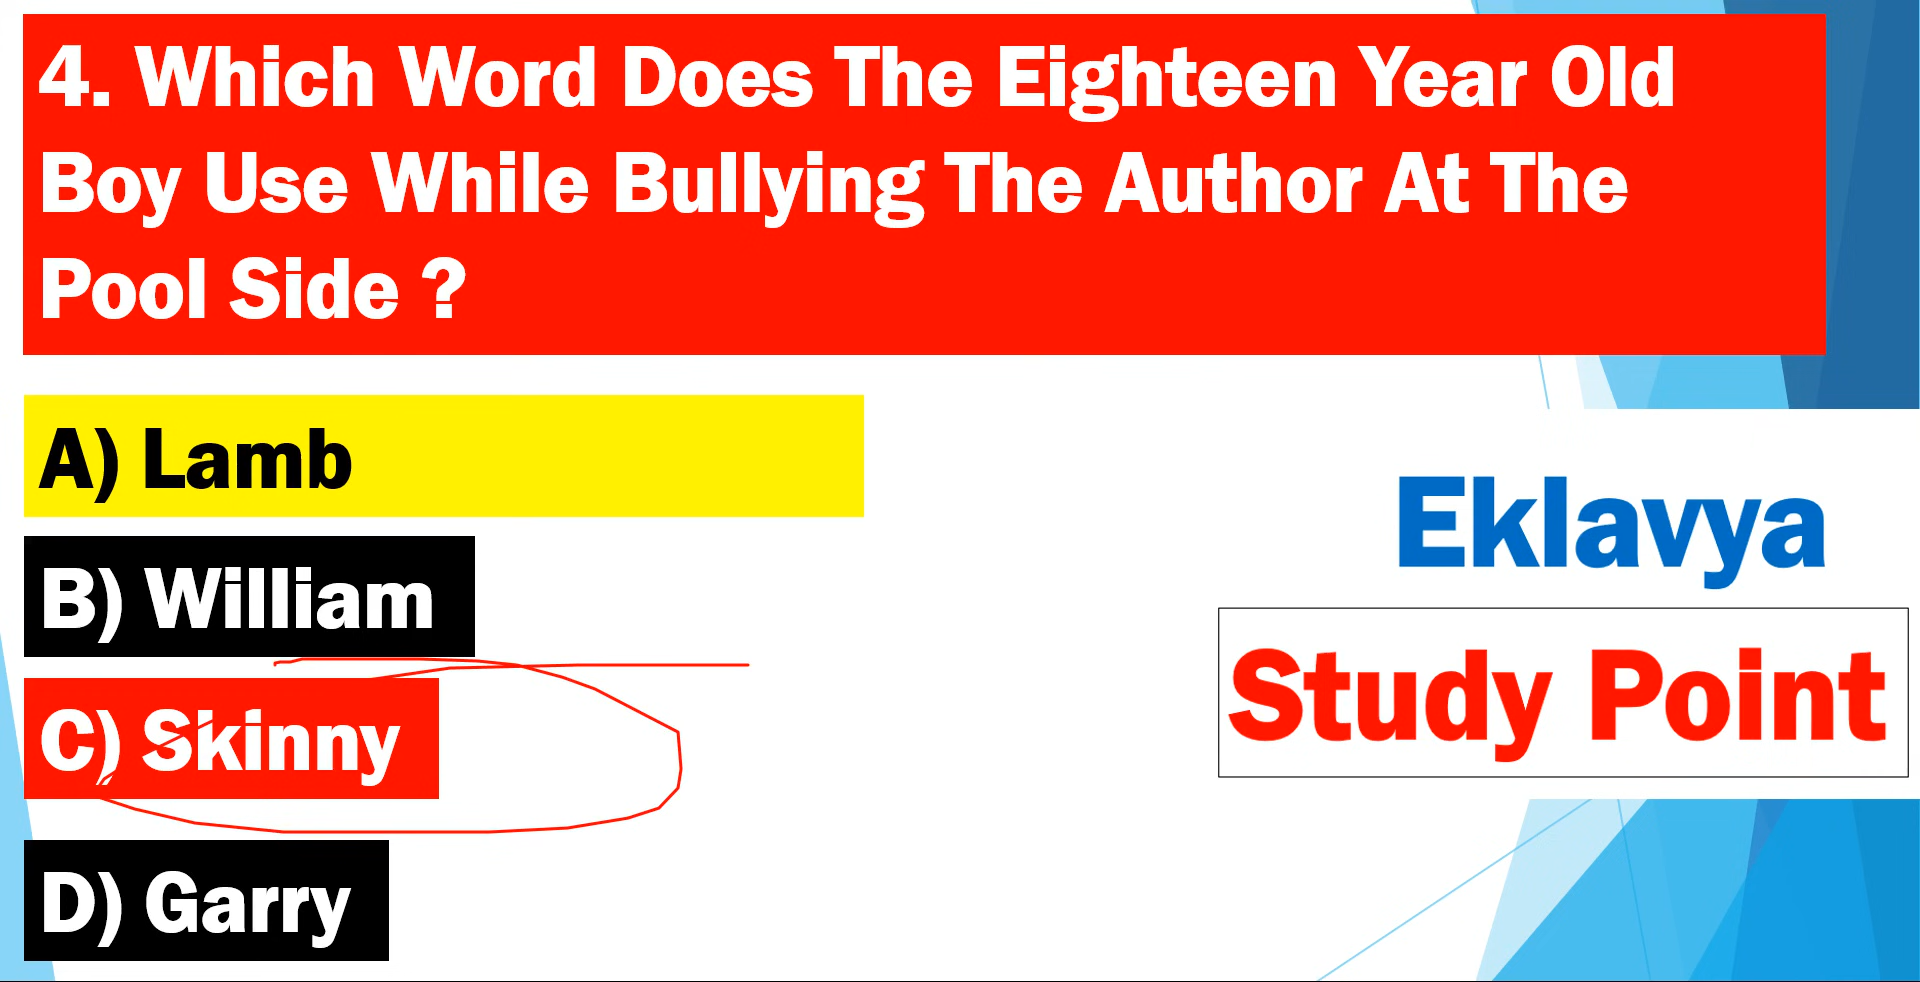 4. Which Word Does The Eighteen Year Old
Boy Use While Bullying The Author At The
Pool Side ?
A) Lamb
B) William
C) Skinny
D) Garry
Eklavya
Study Point